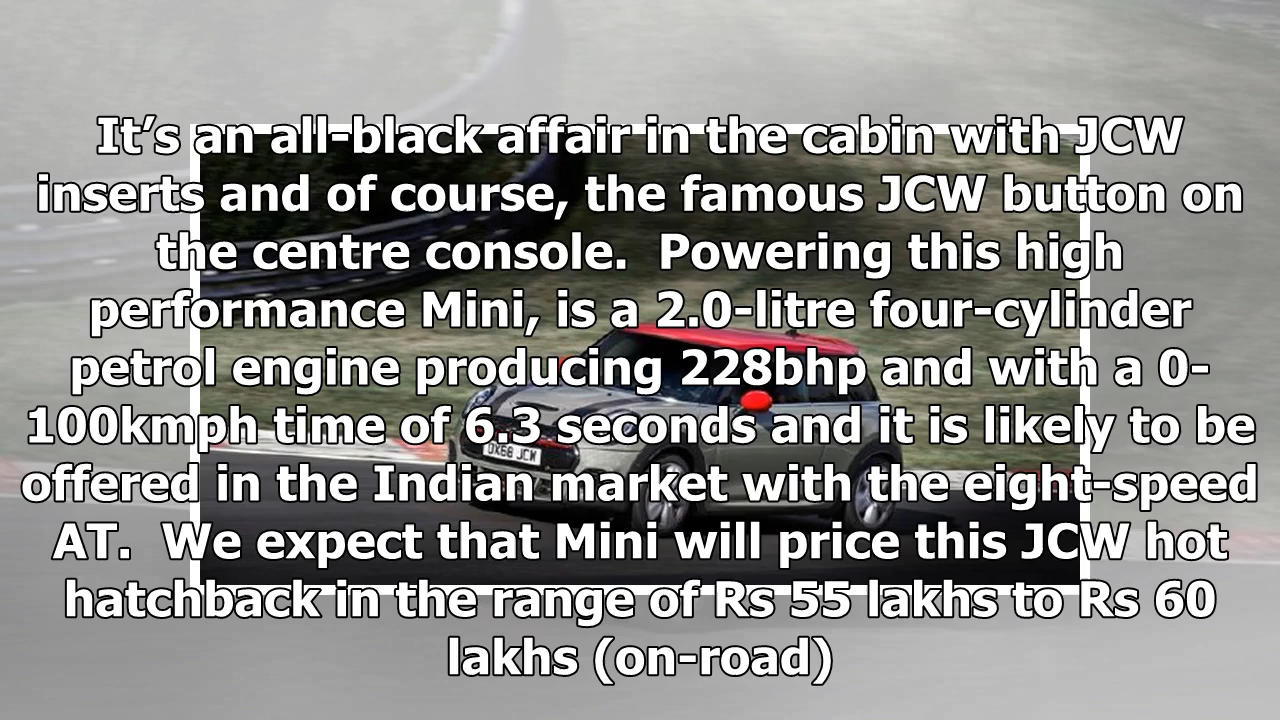 It’s an all-black affair in the cabin with JCW
inserts and of course, the famous JCW button on
the centre console.  Powering this high
performance Mini, is a 2.0-litre four-cylinder
petrol engine producing 228bhp and with a 0-
100kmph time of 6.3 seconds and it is likely to be
offered in the Indian market with the eight-speed
AT.  We expect that Mini will price this JCW hot
hatchback in the range of Rs 55 lakhs to Rs 60
lakhs (on-road)
OX68 JCW